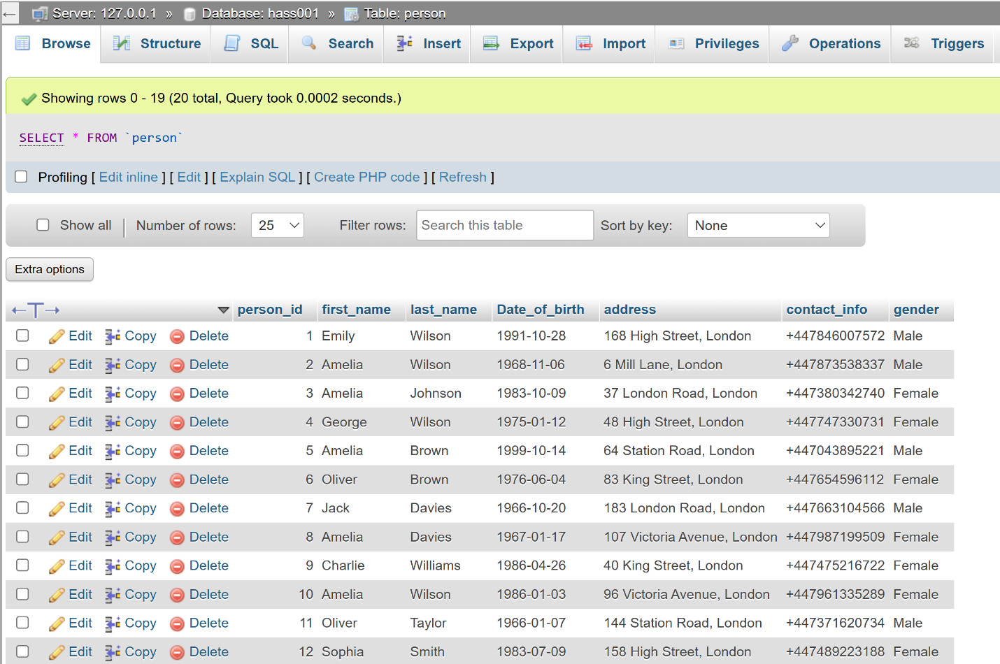 Server: 127.0.0.1 » Database: hass001 » Table: person
Browse Structure SQL Search Insert Export Import Privileges Operations Triggers
Showing rows 0 - 19 (20 total, Query took 0.0002 seconds.)
SELECT * FROM `person`
Profiling [ Edit inline ] [ Edit ] [ Explain SQL ] [ Create PHP code ] [ Refresh ]
Show all | Number of rows: 25 Filter rows: Search this table Sort by key: None
Extra options
←T→ person_id first_name last_name Date_of_birth address contact_info gender
Edit Copy Delete 1 Emily Wilson 1991-10-28 168 High Street, London +447846007572 Male
Edit Copy Delete 2 Amelia Wilson 1968-11-06 6 Mill Lane, London +447873538337 Male
Edit Copy Delete 3 Amelia Johnson 1983-10-09 37 London Road, London +447380342740 Female
Edit Copy Delete 4 George Wilson 1975-01-12 48 High Street, London +447747330731 Female
Edit Copy Delete 5 Amelia Brown 1999-10-14 64 Station Road, London +447043895221 Male
Edit Copy Delete 6 Oliver Brown 1976-06-04 83 King Street, London +447654596112 Female
Edit Copy Delete 7 Jack Davies 1966-10-20 183 London Road, London +447663104566 Male
Edit Copy Delete 8 Amelia Davies 1967-01-17 107 Victoria Avenue, London +447987199509 Female
Edit Copy Delete 9 Charlie Williams 1986-04-26 40 King Street, London +447475216722 Female
Edit Copy Delete 10 Amelia Wilson 1986-01-03 96 Victoria Avenue, London +447961335289 Female
Edit Copy Delete 11 Oliver Taylor 1966-01-07 144 Station Road, London +447371620734 Male
Edit Copy Delete 12 Sophia Smith 1983-07-09 158 High Street, London +447489223188 Female